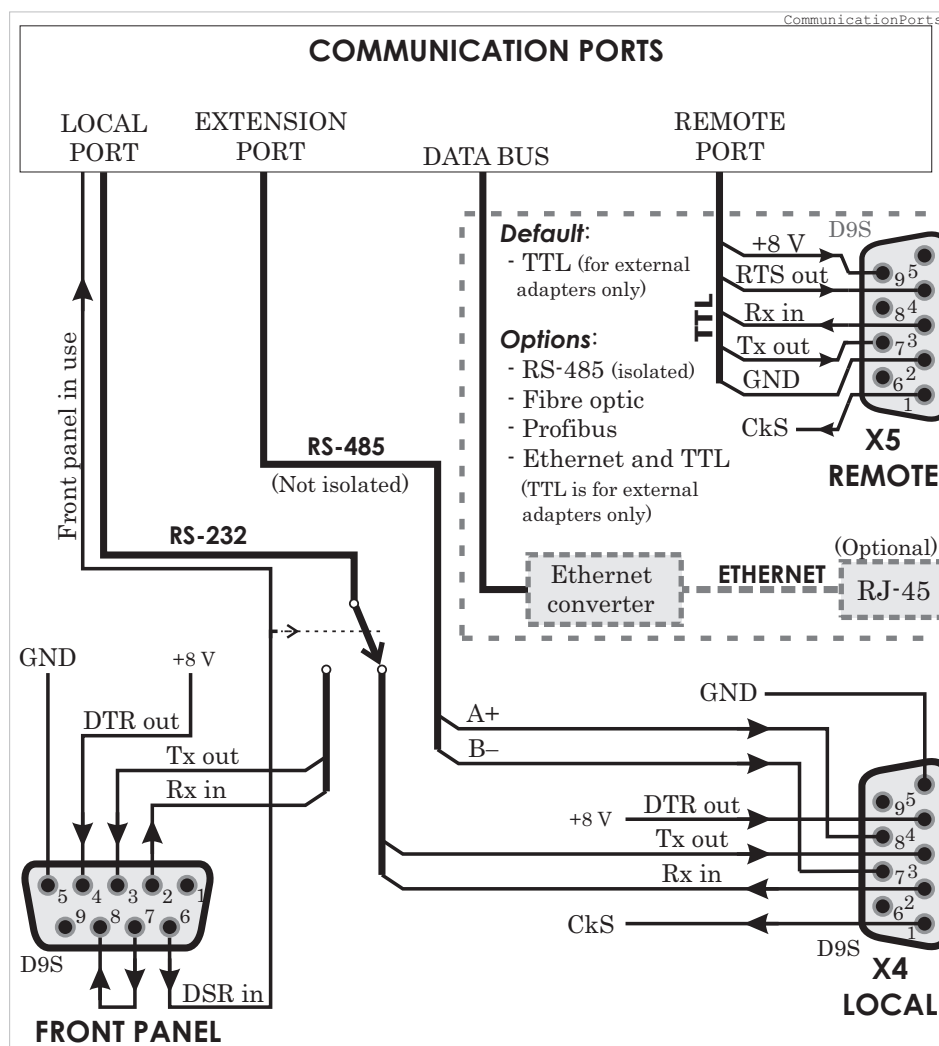 CommunicationPorts
COMMUNICATION PORTS
LOCAL
PORT
EXTENSION
PORT
DATA BUS
REMOTE
PORT
Front panel in use
RS-485
(Not isolated)
RS-232
Default:
- TTL (for external
adapters only)
Options:
- RS-485 (isolated)
- Fibre optic
- Profibus
- Ethernet and TTL
(TTL is for external
adapters only)
TTL
D9S
+8 V
RTS out
Rx in
Tx out
GND
CkS
9 5
8 4
7 3
6 2
1
X5
REMOTE
(Optional)
Ethernet
converter
ETHERNET
RJ-45
GND
+8 V
DTR out
Tx out
Rx in
5 4 3 2 1
9 8 7 6
D9S
DSR in
FRONT PANEL
GND
A+
B–
+8 V
DTR out
Tx out
Rx in
CkS
9 5
8 4
7 3
6 2
1
D9S
X4
LOCAL